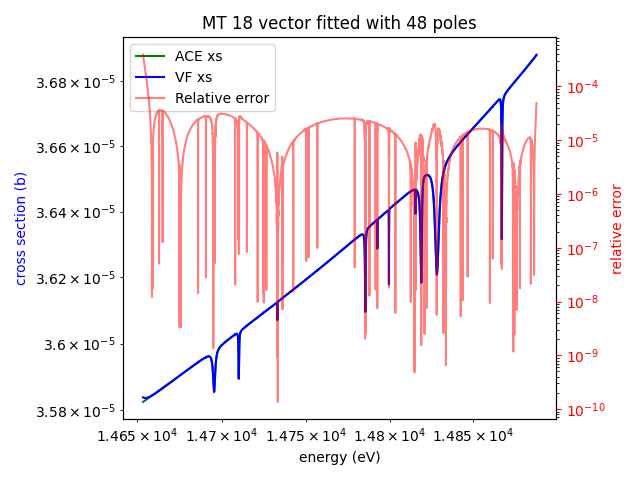 MT 18 vector fitted with 48 poles
ACE xs
VF xs
Relative error
3.68 × 10⁻⁵
3.66 × 10⁻⁵
3.64 × 10⁻⁵
3.62 × 10⁻⁵
3.6 × 10⁻⁵
3.58 × 10⁻⁵
cross section (b)
10⁻⁴
10⁻⁵
10⁻⁶
10⁻⁷
10⁻⁸
10⁻⁹
10⁻¹⁰
relative error
1.465 × 10⁴ 1.47 × 10⁴ 1.475 × 10⁴ 1.48 × 10⁴ 1.485 × 10⁴
energy (eV)